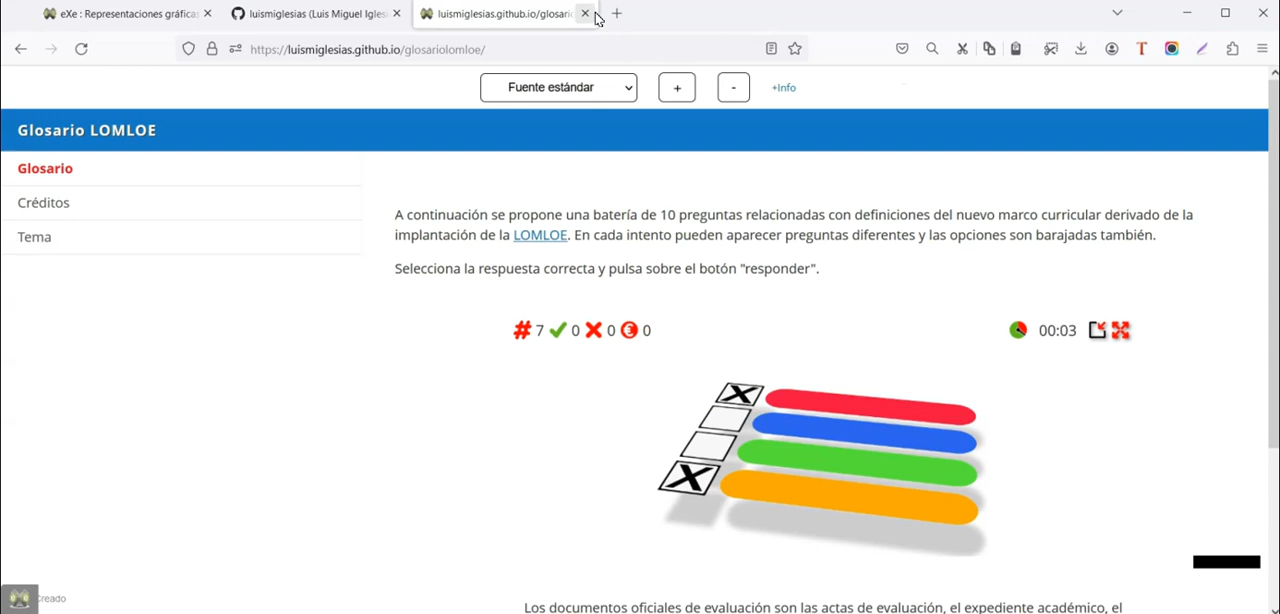 eXe : Representaciones gráficas
luismiglesias (Luis Miguel Igles
luismiglesias.github.io/glosari
https://luismiglesias.github.io/glosariolomloe/
Fuente estándar
+
-
+Info
Glosario LOMLOE
Glosario
Créditos
Tema
A continuación se propone una batería de 10 preguntas relacionadas con definiciones del nuevo marco curricular derivado de la
implantación de la LOMLOE. En cada intento pueden aparecer preguntas diferentes y las opciones son barajadas también.
Selecciona la respuesta correcta y pulsa sobre el botón "responder".
# 7 0 0 0
00:03
Los documentos oficiales de evaluación son las actas de evaluación, el expediente académico, el
Creado